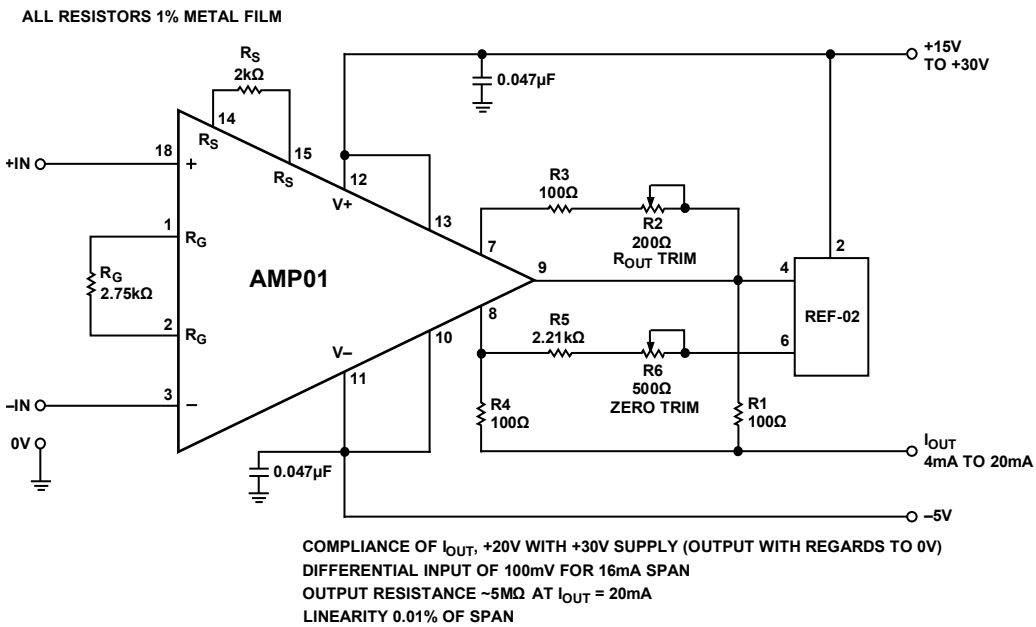 ALL RESISTORS 1% METAL FILM
+15V
TO +30V
RS
2kΩ
0.047µF
14
RS
15
RS
18
+IN
+
12
V+
13
R3
100Ω
R2
200Ω
ROUT TRIM
2
1
RG
7
RG
2.75kΩ
AMP01
9
4
REF-02
8
R5
2.21kΩ
6
2
RG
10
V–
11
R6
500Ω
ZERO TRIM
3
–IN
–
R4
100Ω
R1
100Ω
0V
IOUT
4mA TO 20mA
0.047µF
–5V
COMPLIANCE OF IOUT, +20V WITH +30V SUPPLY (OUTPUT WITH REGARDS TO 0V)
DIFFERENTIAL INPUT OF 100mV FOR 16mA SPAN
OUTPUT RESISTANCE ~5MΩ AT IOUT = 20mA
LINEARITY 0.01% OF SPAN